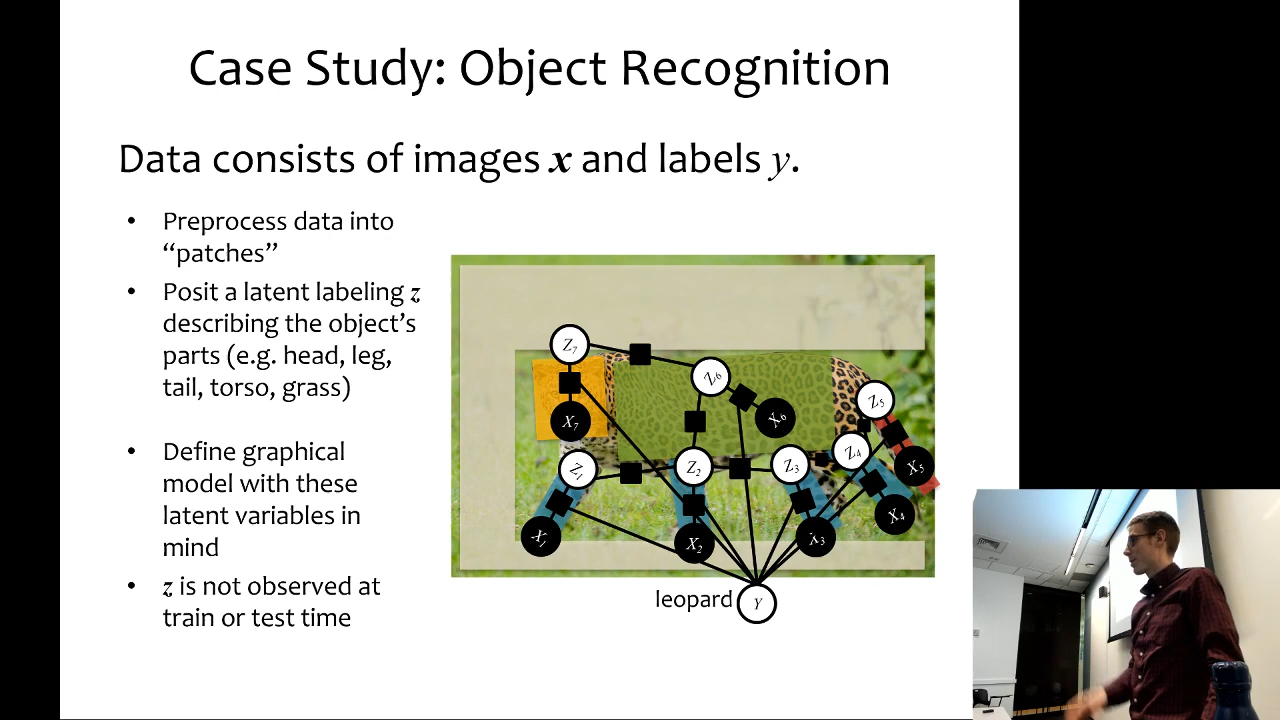 Case Study: Object Recognition
Data consists of images x and labels y.
• Preprocess data into
“patches”
• Posit a latent labeling z
describing the object’s
parts (e.g. head, leg,
tail, torso, grass)
• Define graphical
model with these
latent variables in
mind
• z is not observed at
train or test time
Z7
Z6
Z5
X7
X6
Z1
Z2
Z3
Z4
X5
X1
X2
X3
X4
leopard
Y